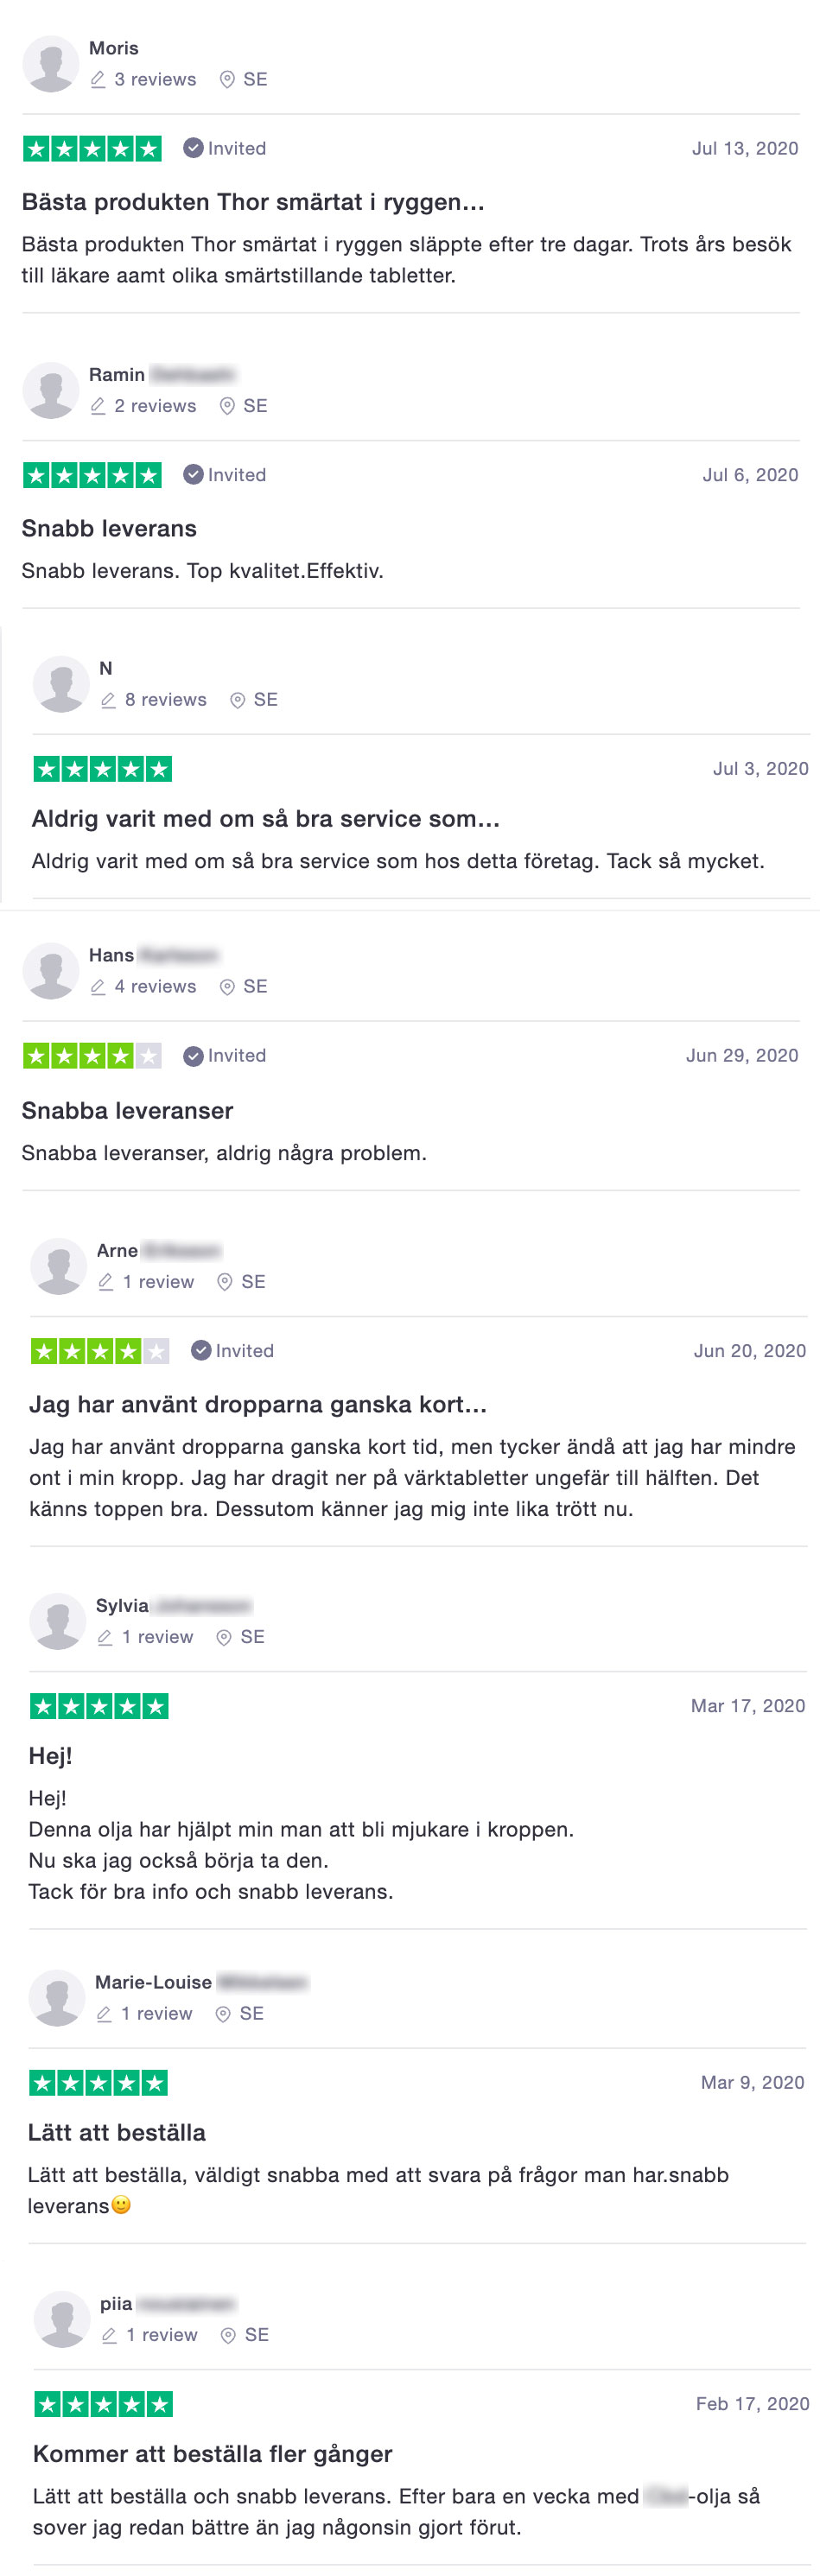 Moris
3 reviews SE
Invited Jul 13, 2020
Bästa produkten Thor smärtat i ryggen...
Bästa produkten Thor smärtat i ryggen släppte efter tre dagar. Trots års besök
till läkare aamt olika smärtstillande tabletter.
Ramin
2 reviews SE
Invited Jul 6, 2020
Snabb leverans
Snabb leverans. Top kvalitet.Effektiv.
N
8 reviews SE
Jul 3, 2020
Aldrig varit med om så bra service som...
Aldrig varit med om så bra service som hos detta företag. Tack så mycket.
Hans
4 reviews SE
Invited Jun 29, 2020
Snabba leveranser
Snabba leveranser, aldrig några problem.
Arne
1 review SE
Invited Jun 20, 2020
Jag har använt dropparna ganska kort...
Jag har använt dropparna ganska kort tid, men tycker ändå att jag har mindre
ont i min kropp. Jag har dragit ner på värktabletter ungefär till hälften. Det
känns toppen bra. Dessutom känner jag mig inte lika trött nu.
Sylvia
1 review SE
Mar 17, 2020
Hej!
Hej!
Denna olja har hjälpt min man att bli mjukare i kroppen.
Nu ska jag också börja ta den.
Tack för bra info och snabb leverans.
Marie-Louise
1 review SE
Mar 9, 2020
Lätt att beställa
Lätt att beställa, väldigt snabba med att svara på frågor man har.snabb
leverans🙂
piia
1 review SE
Feb 17, 2020
Kommer att beställa fler gånger
Lätt att beställa och snabb leverans. Efter bara en vecka med -olja så
sover jag redan bättre än jag någonsin gjort förut.